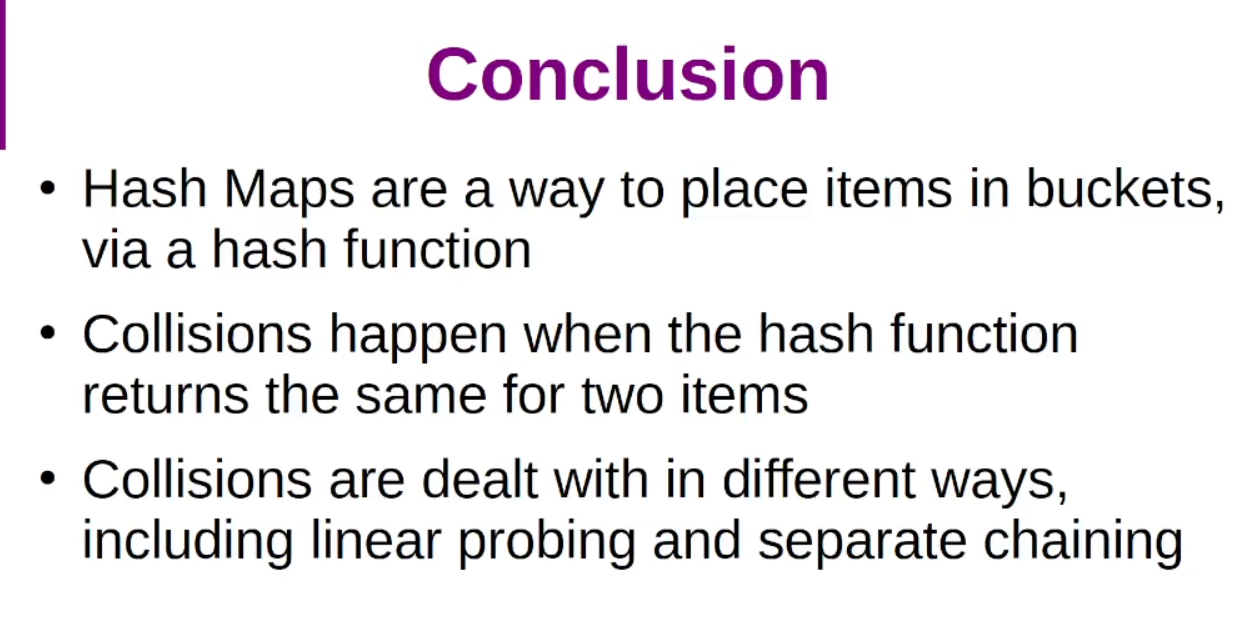 Conclusion
• Hash Maps are a way to place items in buckets,
via a hash function
• Collisions happen when the hash function
returns the same for two items
• Collisions are dealt with in different ways,
including linear probing and separate chaining